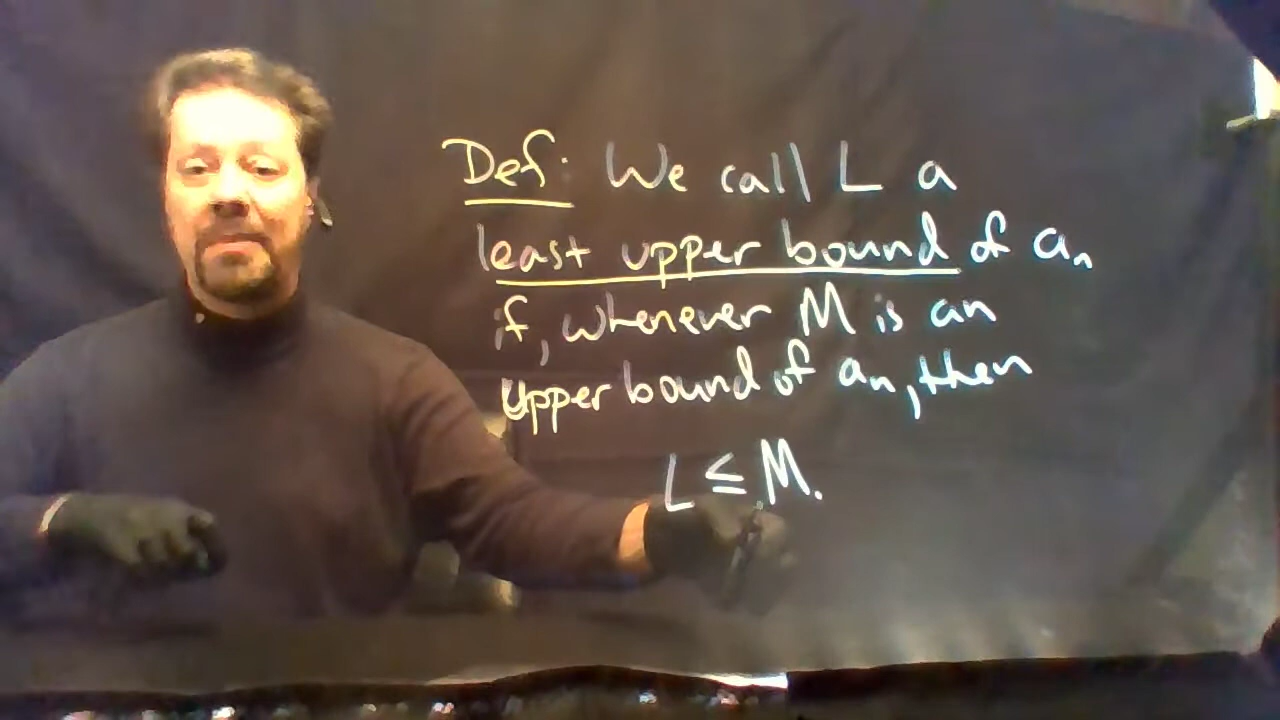 Def: We call L a
least upper bound of aₙ
if, whenever M is an
upper bound of aₙ, then
L ≤ M.